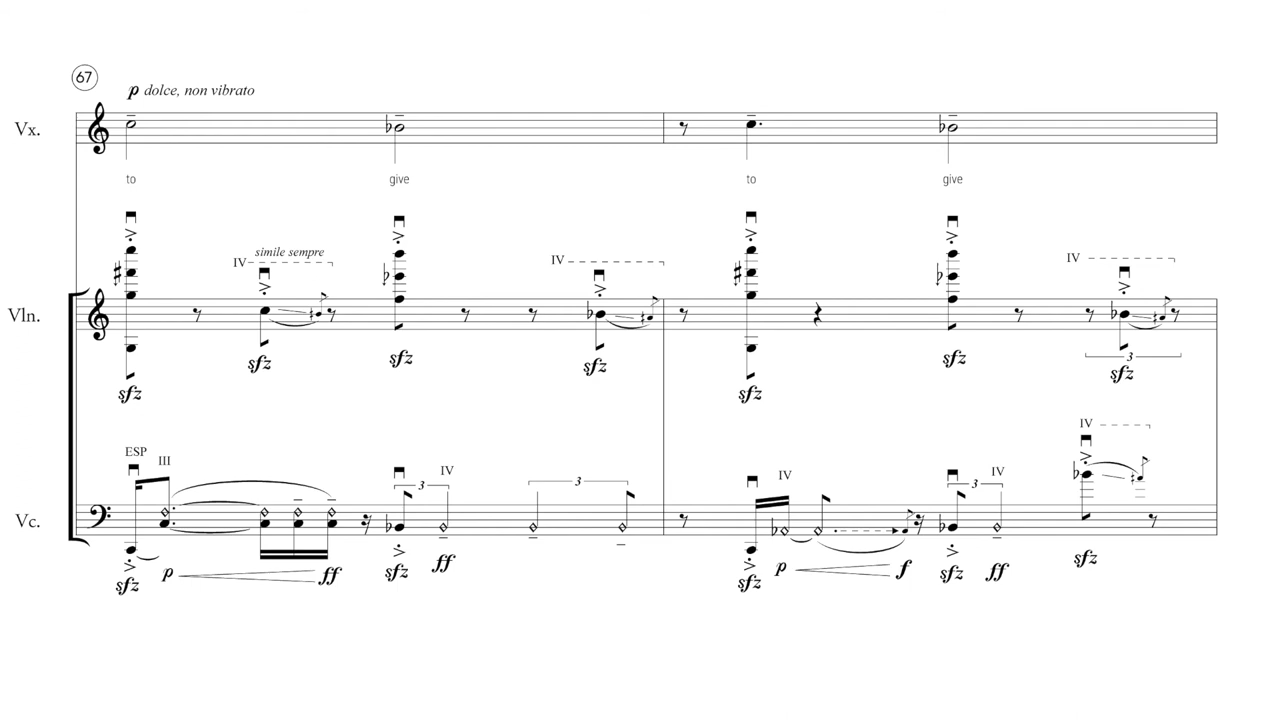 67
p dolce, non vibrato
Vx.
to give to give
simile sempre
IV IV IV
Vln.
3
sfz sfz sfz sfz sfz sfz sfz
IV
ESP III IV IV IV
3 3 3
Vc.
sfz p ff sfz ff sfz p f sfz ff sfz